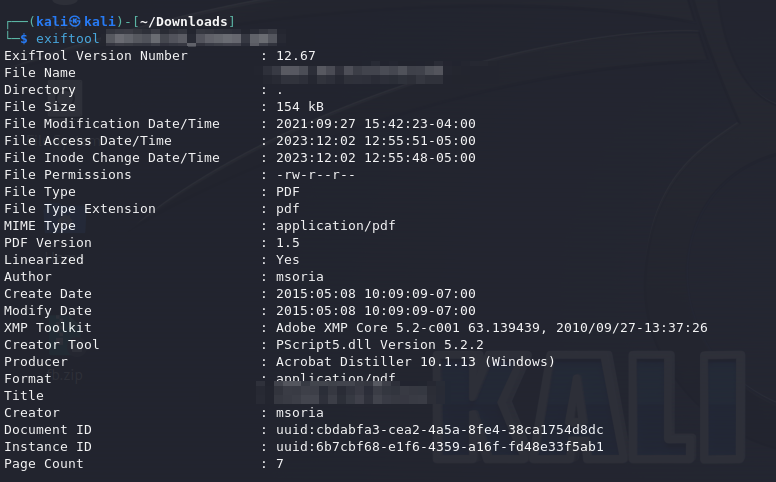 ┌──(kali㉿kali)-[~/Downloads]
└─$ exiftool
ExifTool Version Number : 12.67
File Name
Directory : .
File Size : 154 kB
File Modification Date/Time : 2021:09:27 15:42:23-04:00
File Access Date/Time : 2023:12:02 12:55:51-05:00
File Inode Change Date/Time : 2023:12:02 12:55:48-05:00
File Permissions : -rw-r--r--
File Type : PDF
File Type Extension : pdf
MIME Type : application/pdf
PDF Version : 1.5
Linearized : Yes
Author : msoria
Create Date : 2015:05:08 10:09:09-07:00
Modify Date : 2015:05:08 10:09:09-07:00
XMP Toolkit : Adobe XMP Core 5.2-c001 63.139439, 2010/09/27-13:37:26
Creator Tool : PScript5.dll Version 5.2.2
Producer : Acrobat Distiller 10.1.13 (Windows)
Format : application/pdf
Title
Creator : msoria
Document ID : uuid:cbdabfa3-cea2-4a5a-8fe4-38ca1754d8dc
Instance ID : uuid:6b7cbf68-e1f6-4359-a16f-fd48e33f5ab1
Page Count : 7
KALI